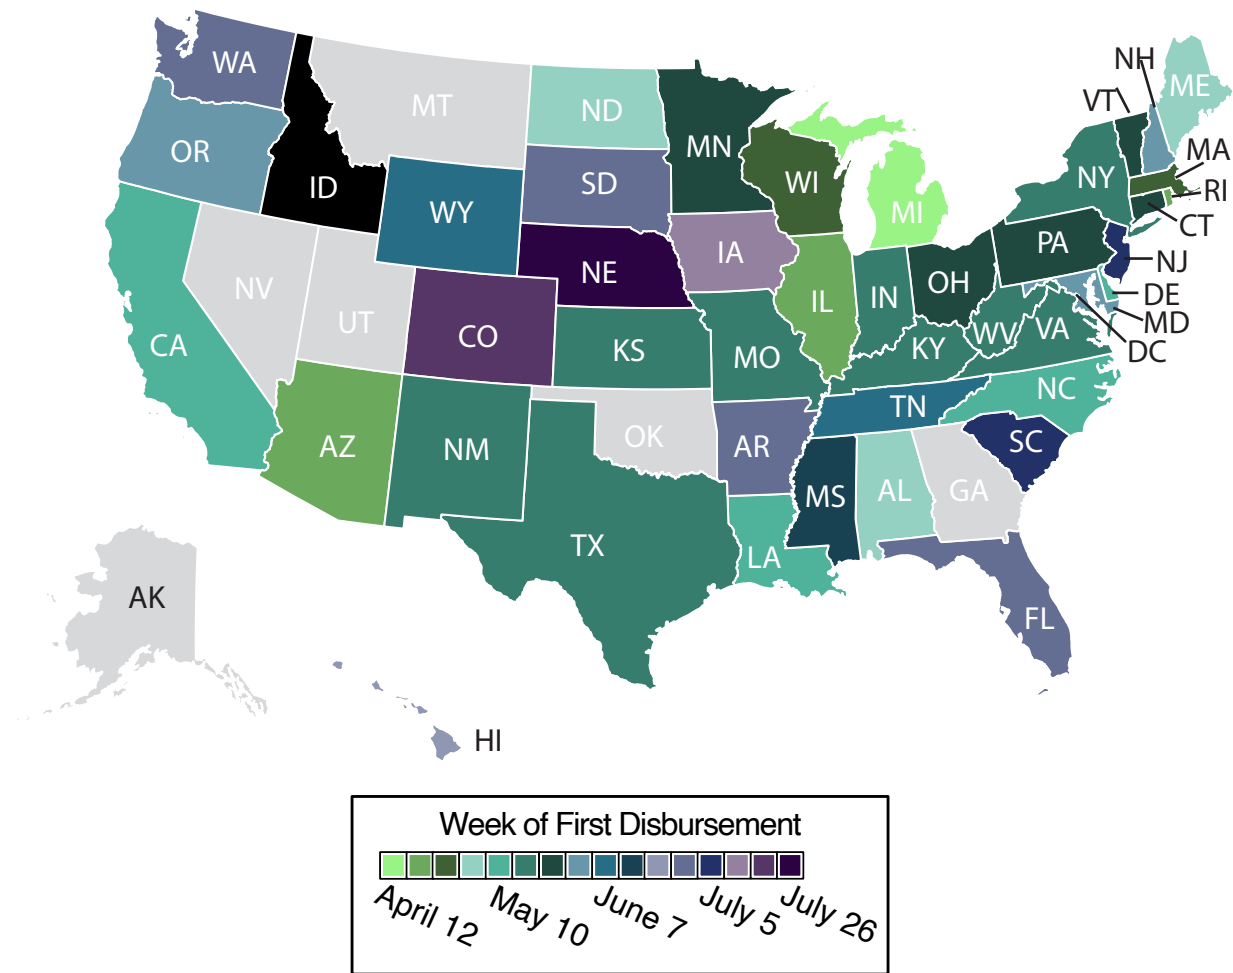 WA
NH
ME
MT
ND
VT
OR
MN
MA
ID
SD
WI
NY
RI
WY
MI
CT
IA
PA
NJ
NE
OH
NV
IL
IN
DE
UT
CO
MD
CA
KS
MO
KY
WV
VA
DC
AZ
NM
OK
AR
TN
NC
SC
MS
AL
GA
TX
LA
AK
FL
HI
Week of First Disbursement
April 12
May 10
June 7
July 5
July 26